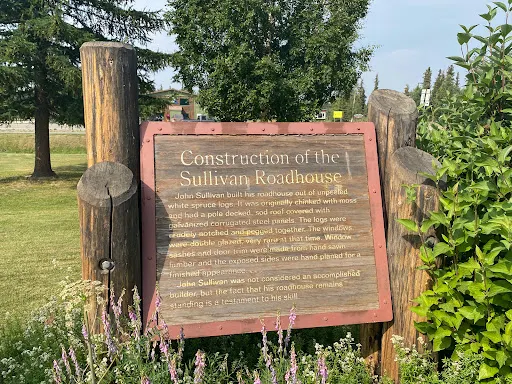 Construction of the
Sullivan Roadhouse
John Sullivan built his roadhouse out of unpeeled
white spruce logs. It was originally chinked with moss
and had a pole decked, sod roof covered with
galvanized corrugated steel panels. The logs were
crudely notched and pegged together. The windows
were double glazed, very rare at that time. Window
sashes and door trim were made from hand sawn
lumber and the exposed sides were hand planed for a
finished appearance.
John Sullivan was not considered an accomplished
builder, but the fact that his roadhouse remains
standing is a testament to his skill.